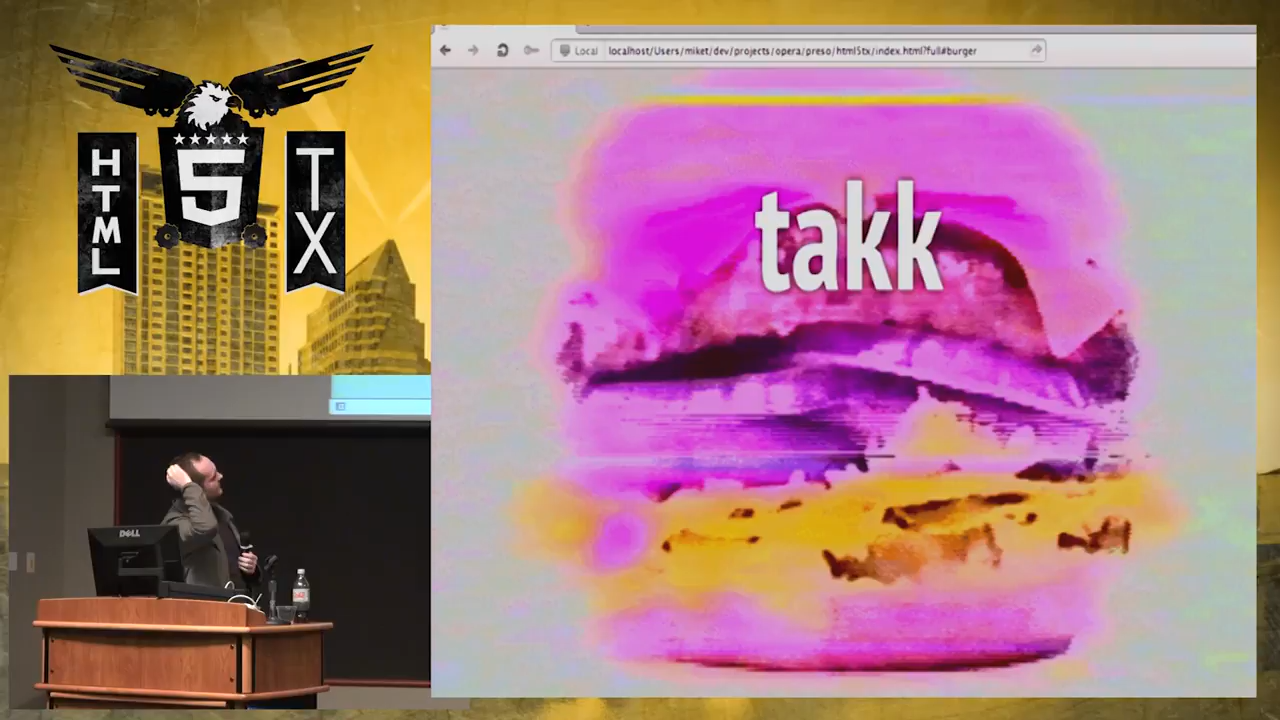 HTML
5
TX
Local localhost/Users/miket/dev/projects/opera/preso/html5tx/index.html?full#burger
takk
DELL